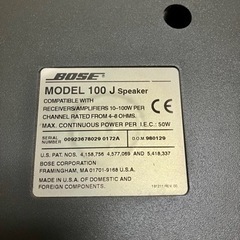 BOSE
MODEL 100 J Speaker
COMPATIBLE WITH
RECEIVERS/AMPLIFIERS 10-100W PER
CHANNEL RATED FROM 4-8 OHMS.
MAX. CONTINUOUS POWER PER I.E.C.: 50W
SERIAL NUMBER 00923678029 0172A D.O.M. 980129
U.S. PAT. NOS. 4,158,756 4,577,069 AND 5,418,337
BOSE CORPORATION
FRAMINGHAM, MA 01701-9168 U.S.A.
MADE IN U.S.A. OF DOMESTIC AND
FOREIGN COMPONENTS.